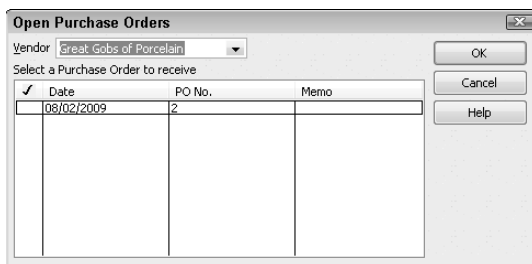 Open Purchase Orders
Vendor Great Gobs of Porcelain
OK
Select a Purchase Order to receive
Cancel
✓ Date PO No. Memo
Help
08/02/2009 2